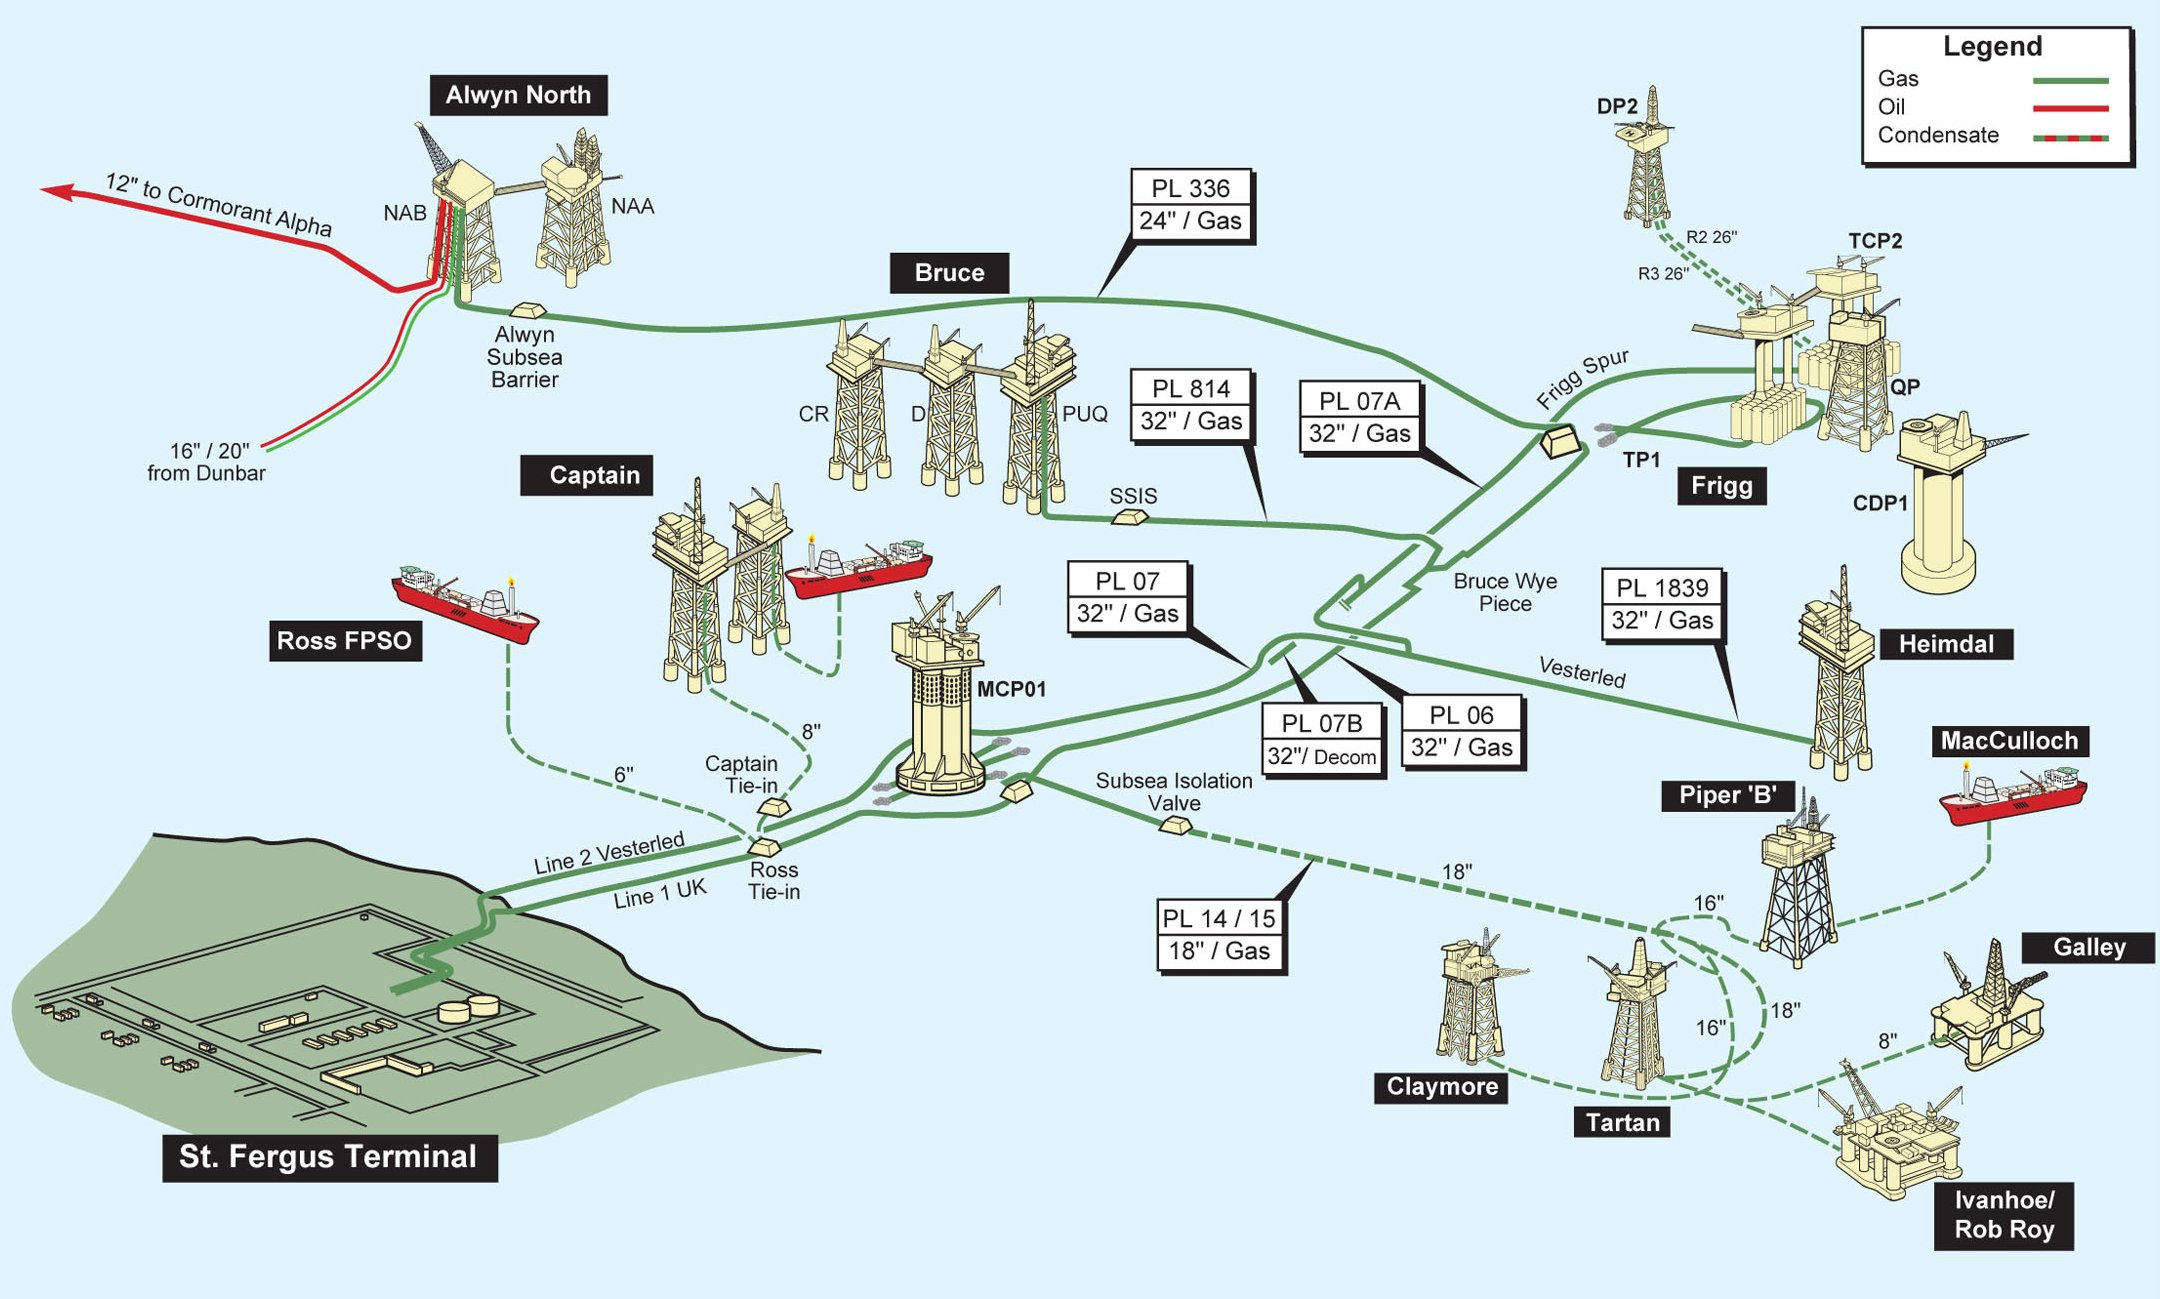 Legend
Gas
Oil
Condensate
Alwyn North
12" to Cormorant Alpha
NAB
NAA
Alwyn
Subsea
Barrier
16" / 20"
from Dunbar
PL 336
24" / Gas
Bruce
CR
D
PUQ
PL 814
32" / Gas
SSIS
PL 07A
32" / Gas
Frigg Spur
DP2
R2 26"
R3 26"
TCP2
QP
TP1
Frigg
CDP1
Captain
Ross FPSO
8"
6"
Captain
Tie-in
Ross
Tie-in
MCP01
PL 07
32" / Gas
Bruce Wye
Piece
PL 07B
32"/ Decom
PL 06
32" / Gas
Vesterled
PL 1839
32" / Gas
Heimdal
MacCulloch
Piper 'B'
Subsea Isolation
Valve
Line 2 Vesterled
Line 1 UK
PL 14 / 15
18" / Gas
18"
16"
16"
18"
8"
Galley
Claymore
Tartan
Ivanhoe/
Rob Roy
St. Fergus Terminal